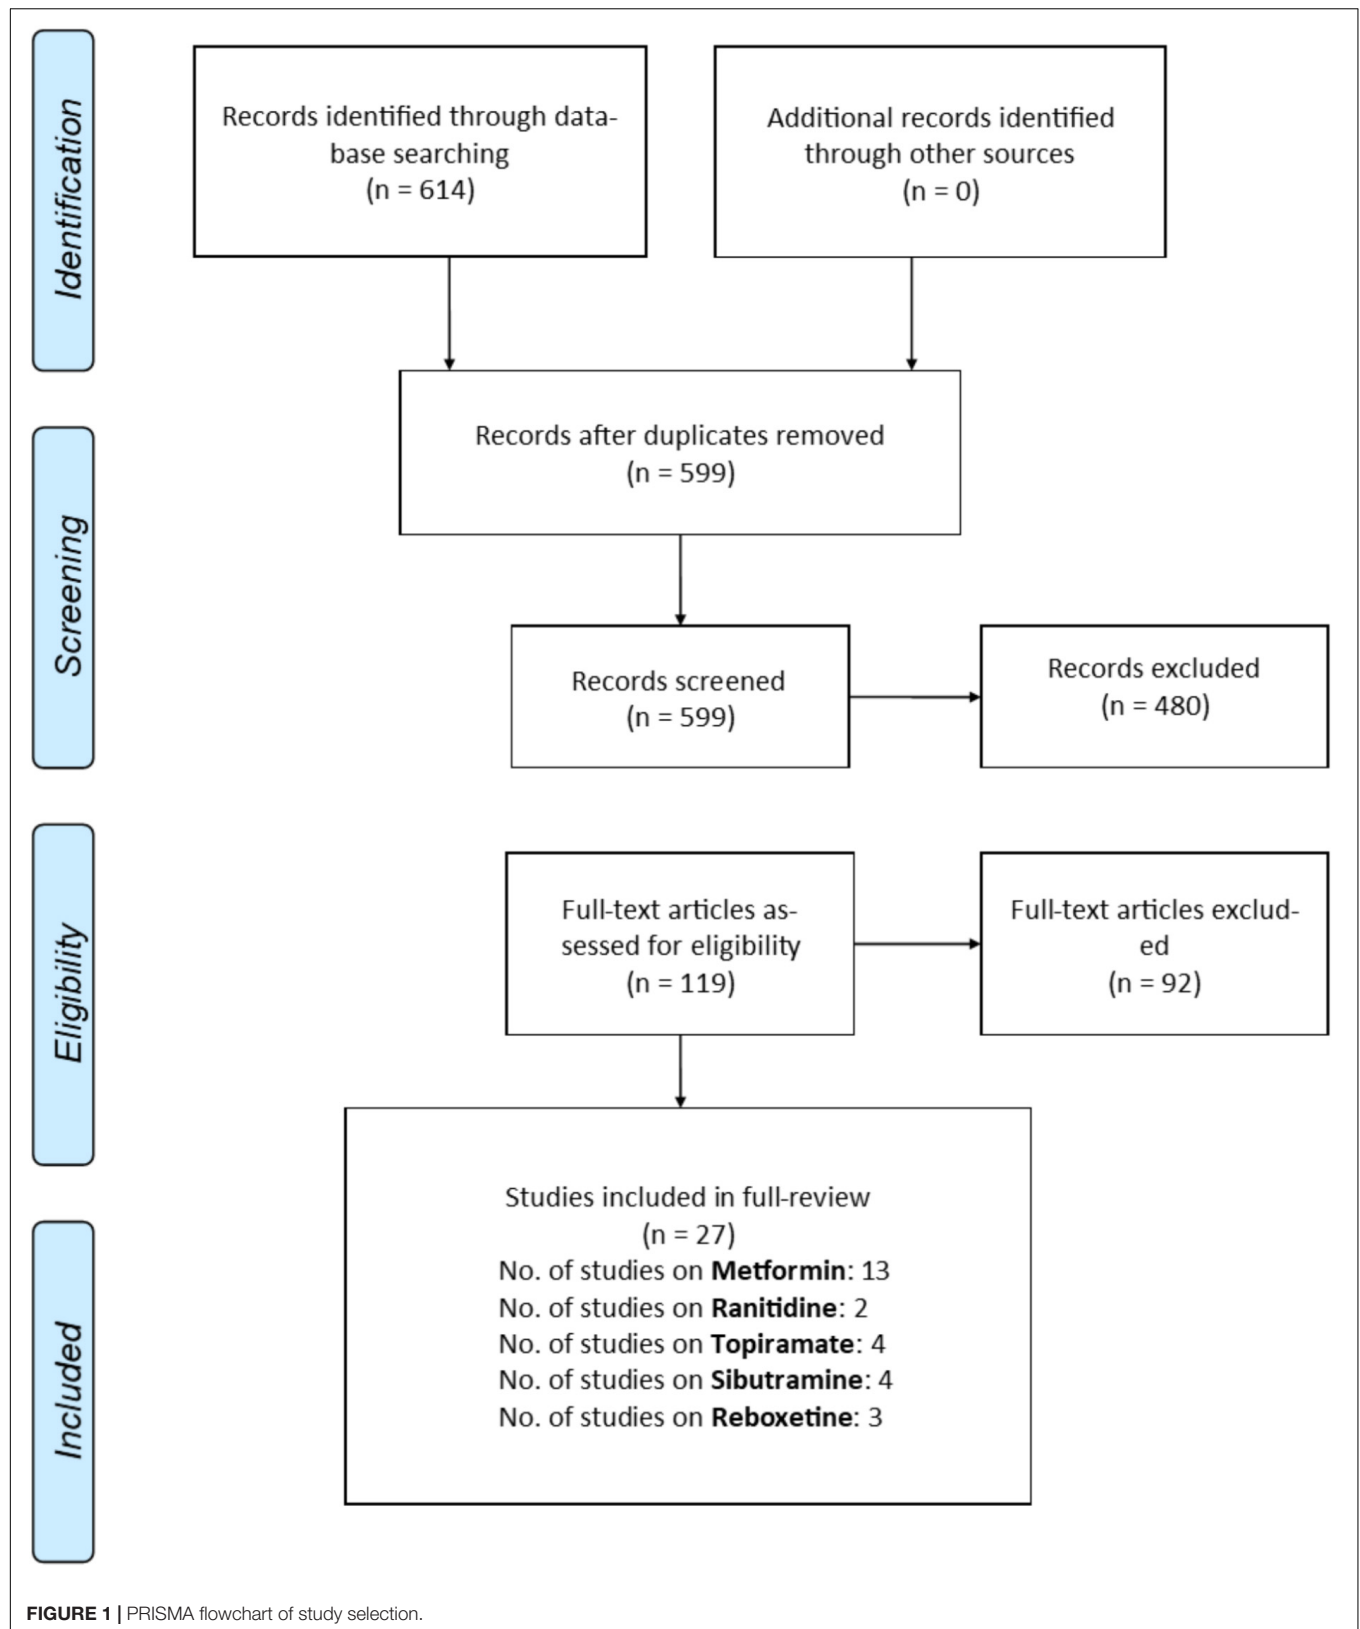 Identification
Records identified through data-
base searching
(n = 614)
Additional records identified
through other sources
(n = 0)
Records after duplicates removed
(n = 599)
Screening
Records screened
(n = 599)
Records excluded
(n = 480)
Eligibility
Full-text articles as-
sessed for eligibility
(n = 119)
Full-text articles exclud-
ed
(n = 92)
Included
Studies included in full-review
(n = 27)
No. of studies on Metformin: 13
No. of studies on Ranitidine: 2
No. of studies on Topiramate: 4
No. of studies on Sibutramine: 4
No. of studies on Reboxetine: 3
FIGURE 1 | PRISMA flowchart of study selection.